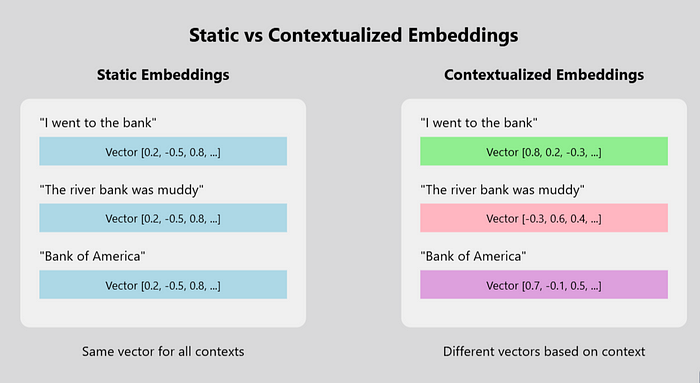 Static vs Contextualized Embeddings
Static Embeddings
"I went to the bank"
Vector [0.2, -0.5, 0.8, ...]
"The river bank was muddy"
Vector [0.2, -0.5, 0.8, ...]
"Bank of America"
Vector [0.2, -0.5, 0.8, ...]
Same vector for all contexts
Contextualized Embeddings
"I went to the bank"
Vector [0.8, 0.2, -0.3, ...]
"The river bank was muddy"
Vector [-0.3, 0.6, 0.4, ...]
"Bank of America"
Vector [0.7, -0.1, 0.5, ...]
Different vectors based on context